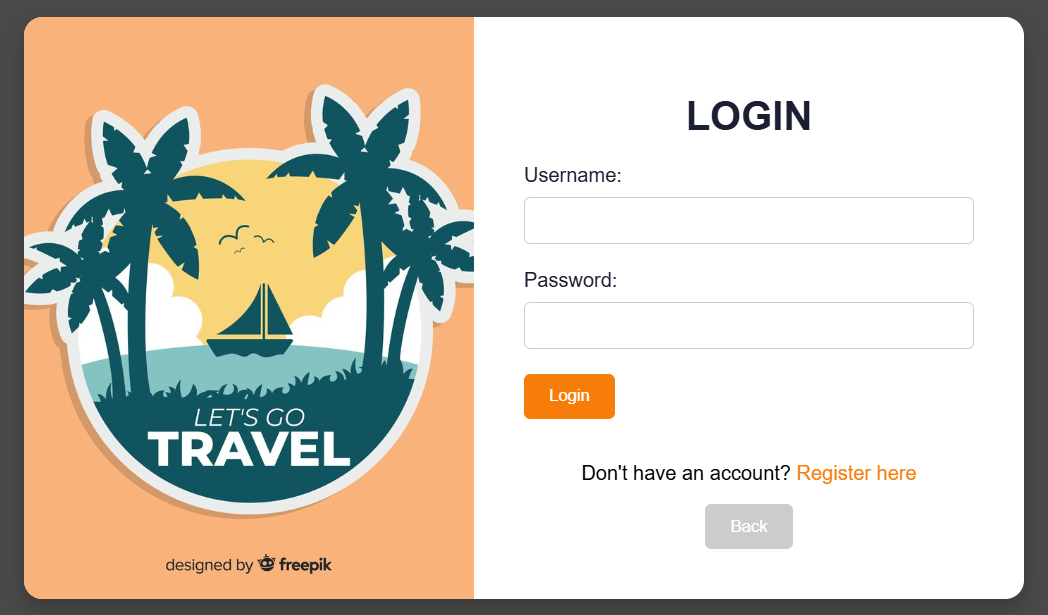 LET'S GO
TRAVEL
designed by freepik
LOGIN
Username:
Password:
Login
Don't have an account? Register here
Back